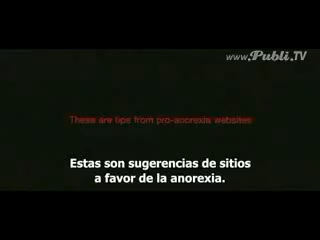 www.Publi.TV
These are tips from pro-anorexia websites
Estas son sugerencias de sitios
a favor de la anorexia.